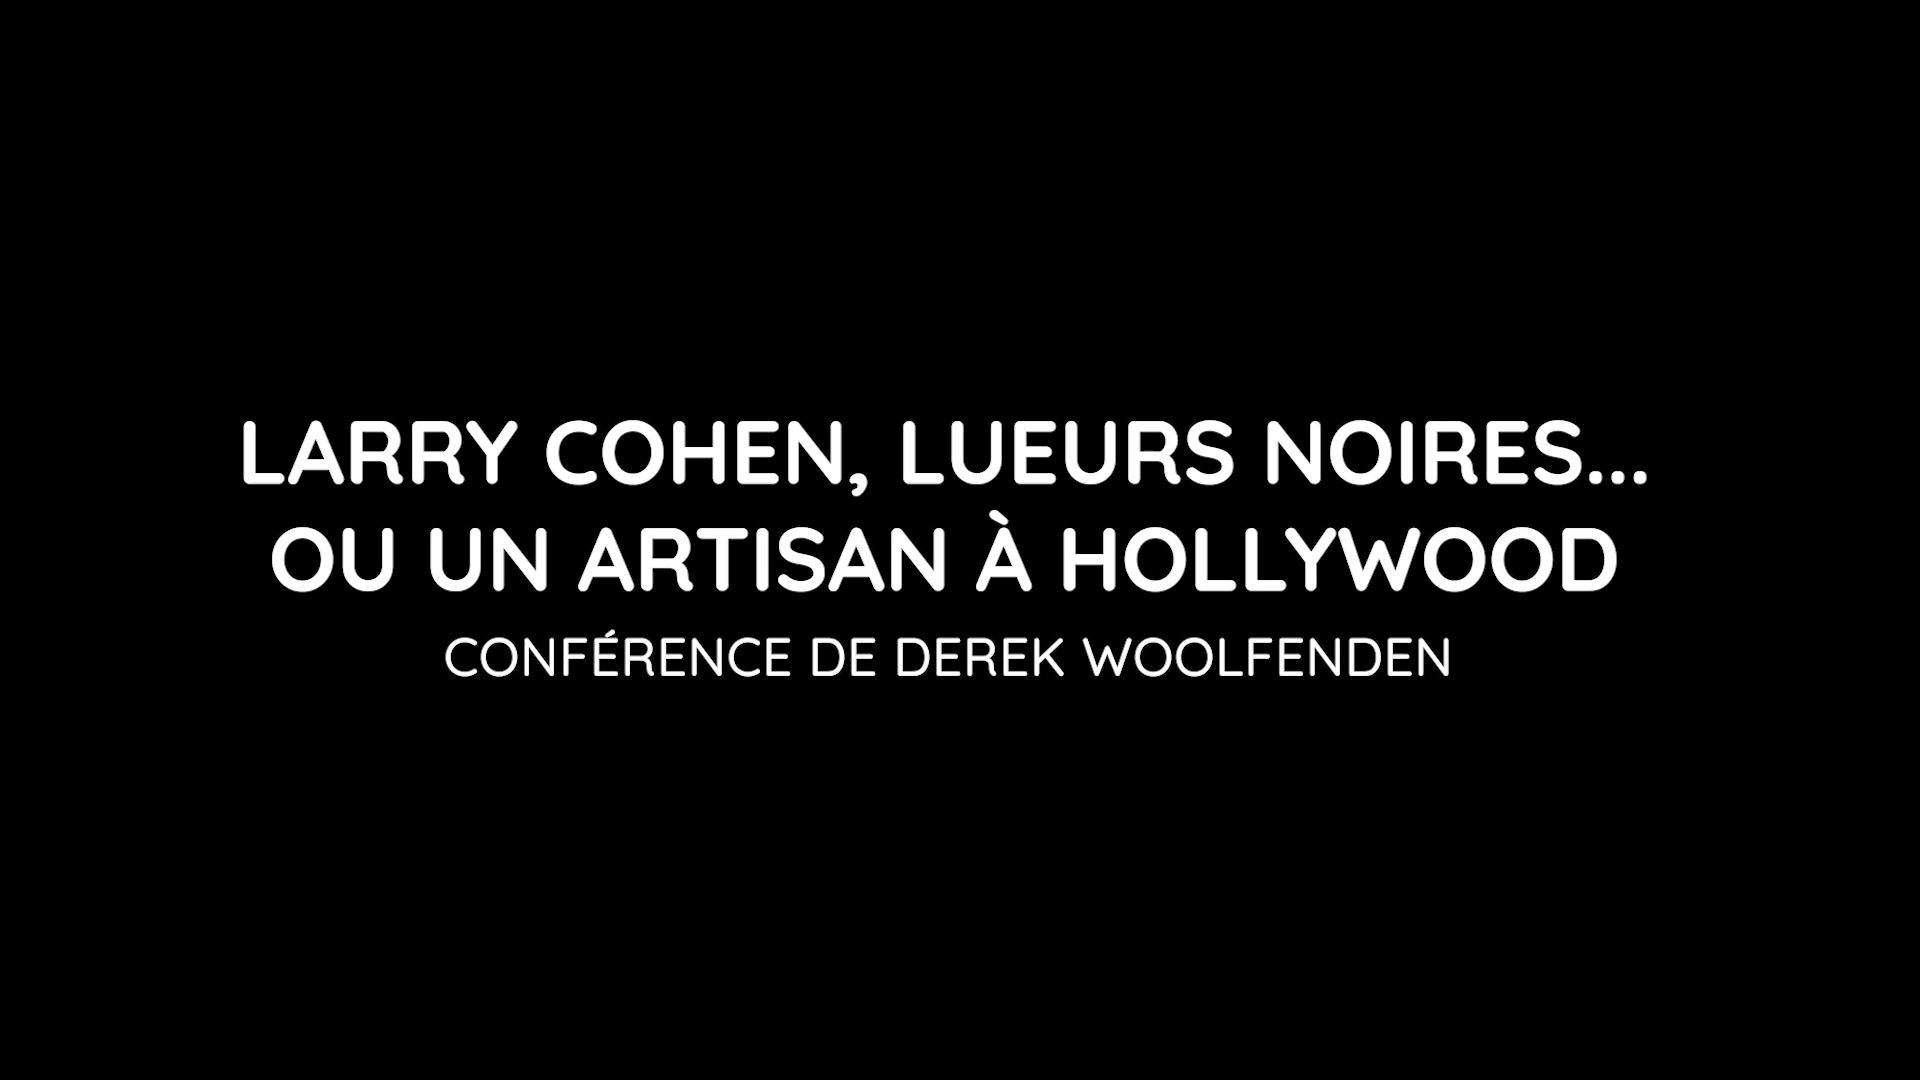 LARRY COHEN, LUEURS NOIRES...
OU UN ARTISAN À HOLLYWOOD
CONFÉRENCE DE DEREK WOOLFENDEN